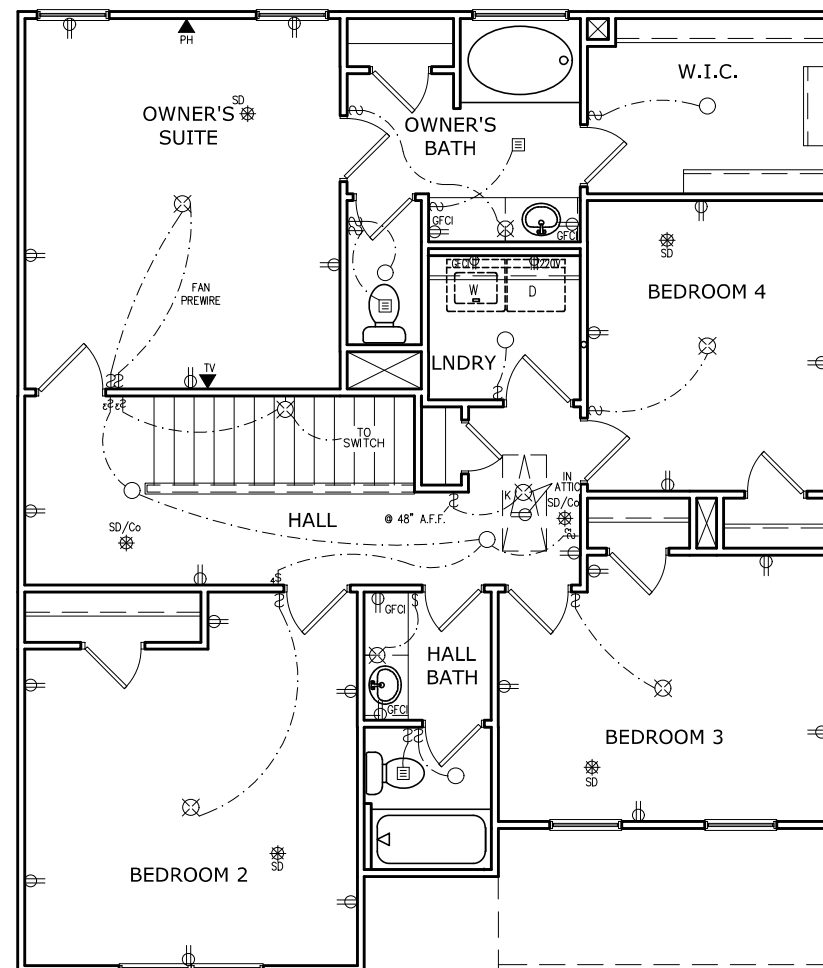 PH
SD
OWNER'S
SUITE
FAN
PREWIRE
TV
OWNER'S
BATH
GFCI
GFCI
W.I.C.
SD
BEDROOM 4
GFCI
220V
W
D
LNDRY
TO
SWITCH
HALL
@ 48" A.F.F.
K
IN
ATTIC
SD/Co
SD/Co
GFCI
HALL
BATH
GFCI
BEDROOM 3
SD
BEDROOM 2
SD